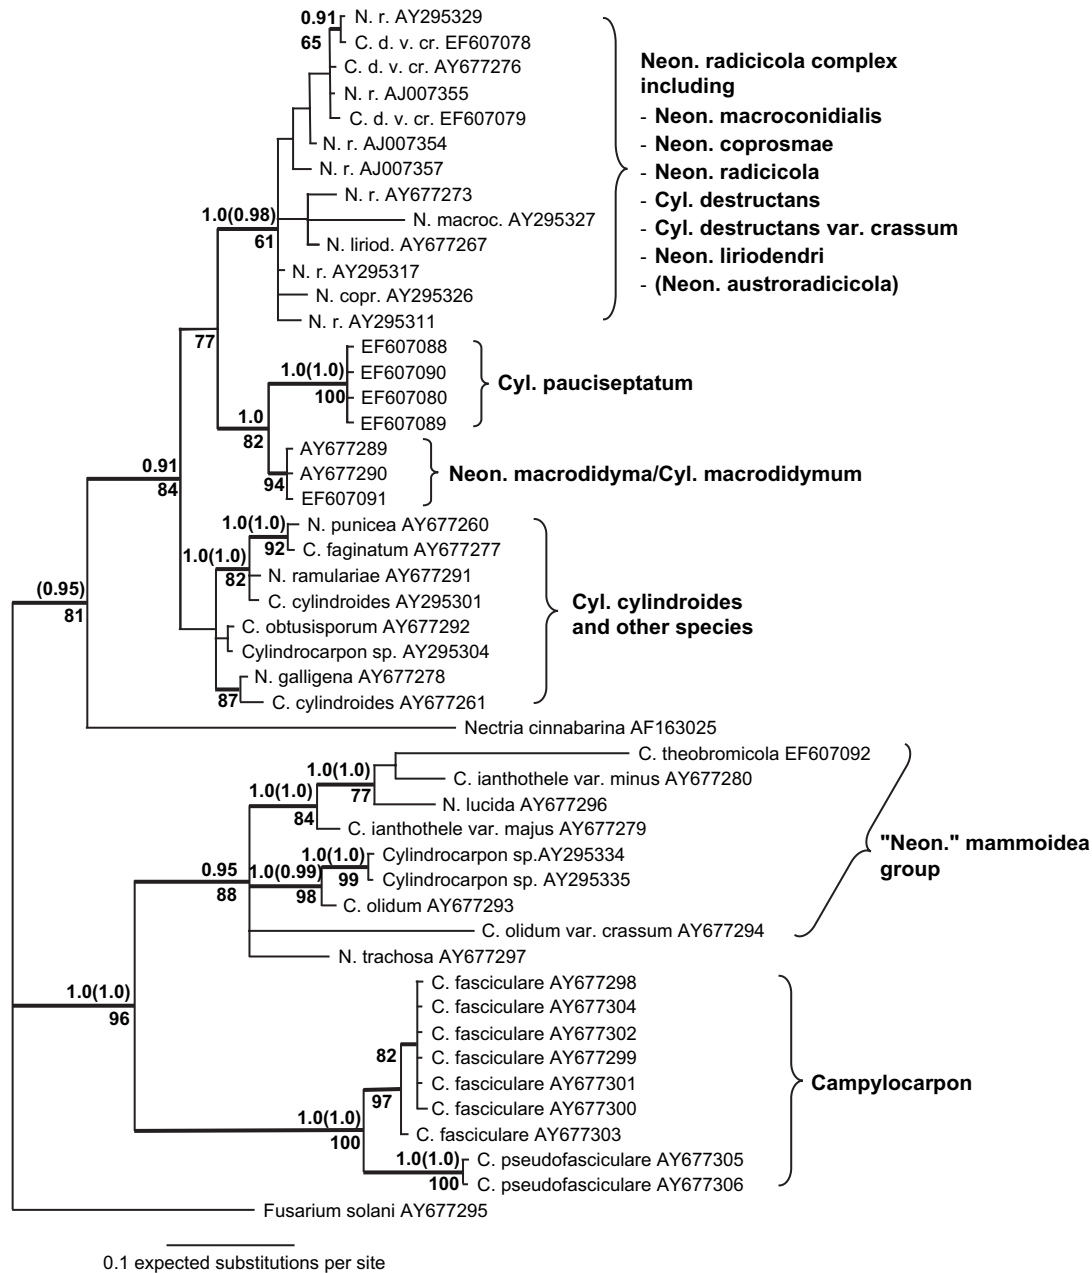 0.91
N. r. AY295329
65
C. d. v. cr. EF607078
C. d. v. cr. AY677276
N. r. AJ007355
C. d. v. cr. EF607079
N. r. AJ007354
N. r. AJ007357
N. r. AY677273
1.0(0.98)
N. macroc. AY295327
61
N. liriod. AY677267
N. r. AY295317
N. copr. AY295326
N. r. AY295311
Neon. radicicola complex
including
- Neon. macroconidialis
- Neon. coprosmae
- Neon. radicicola
- Cyl. destructans
- Cyl. destructans var. crassum
- Neon. liriodendri
- (Neon. austroradicicola)
77
EF607088
1.0(1.0)
EF607090
100
EF607080
EF607089
Cyl. pauciseptatum
1.0
82
AY677289
AY677290
94
EF607091
Neon. macrodidyma/Cyl. macrodidymum
0.91
84
1.0(1.0)
N. punicea AY677260
92
C. faginatum AY677277
1.0(1.0)
82
N. ramulariae AY677291
C. cylindroides AY295301
C. obtusisporum AY677292
Cylindrocarpon sp. AY295304
N. galligena AY677278
87
C. cylindroides AY677261
Cyl. cylindroides
and other species
(0.95)
81
Nectria cinnabarina AF163025
C. theobromicola EF607092
1.0(1.0)
77
C. ianthothele var. minus AY677280
1.0(1.0)
84
N. lucida AY677296
C. ianthothele var. majus AY677279
1.0(1.0)
Cylindrocarpon sp.AY295334
99
Cylindrocarpon sp. AY295335
0.95
88
1.0(0.99)
98
C. olidum AY677293
C. olidum var. crassum AY677294
N. trachosa AY677297
"Neon." mammoidea
group
1.0(1.0)
96
C. fasciculare AY677298
C. fasciculare AY677304
C. fasciculare AY677302
82
C. fasciculare AY677299
C. fasciculare AY677301
97
C. fasciculare AY677300
C. fasciculare AY677303
1.0(1.0)
100
1.0(1.0)
C. pseudofasciculare AY677305
100
C. pseudofasciculare AY677306
Campylocarpon
Fusarium solani AY677295
0.1 expected substitutions per site